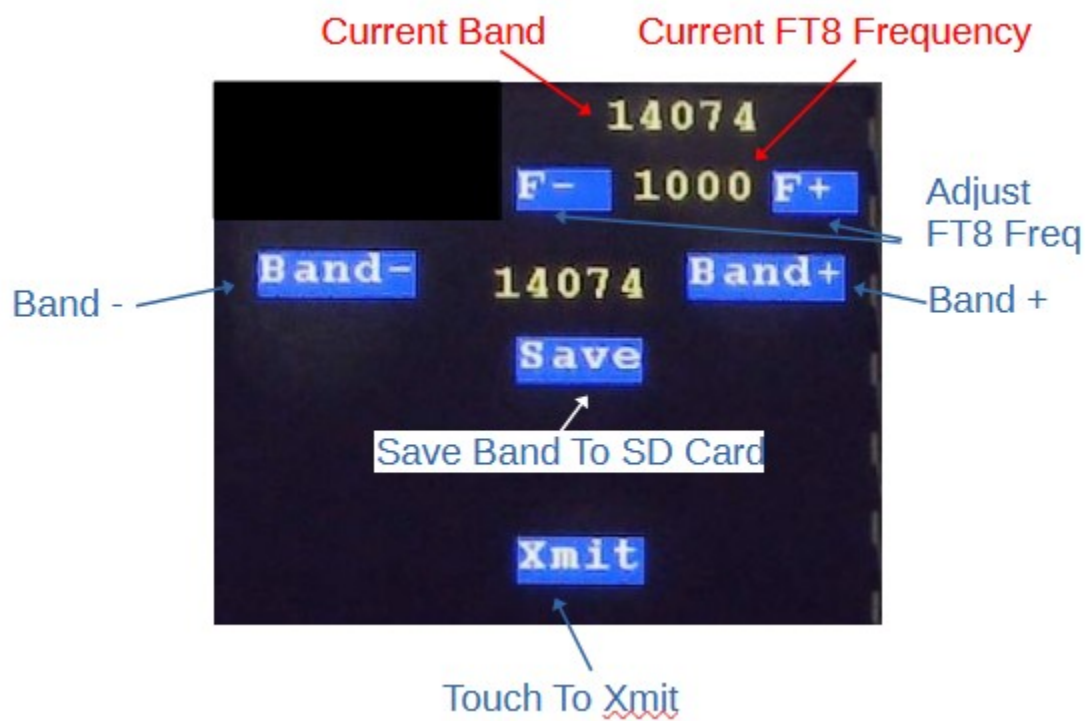 Current Band
Current FT8 Frequency
14074
F- 1000 F+
Adjust
FT8 Freq
Band- 14074 Band+
Band -
Band +
Save
Save Band To SD Card
Xmit
Touch To Xmit